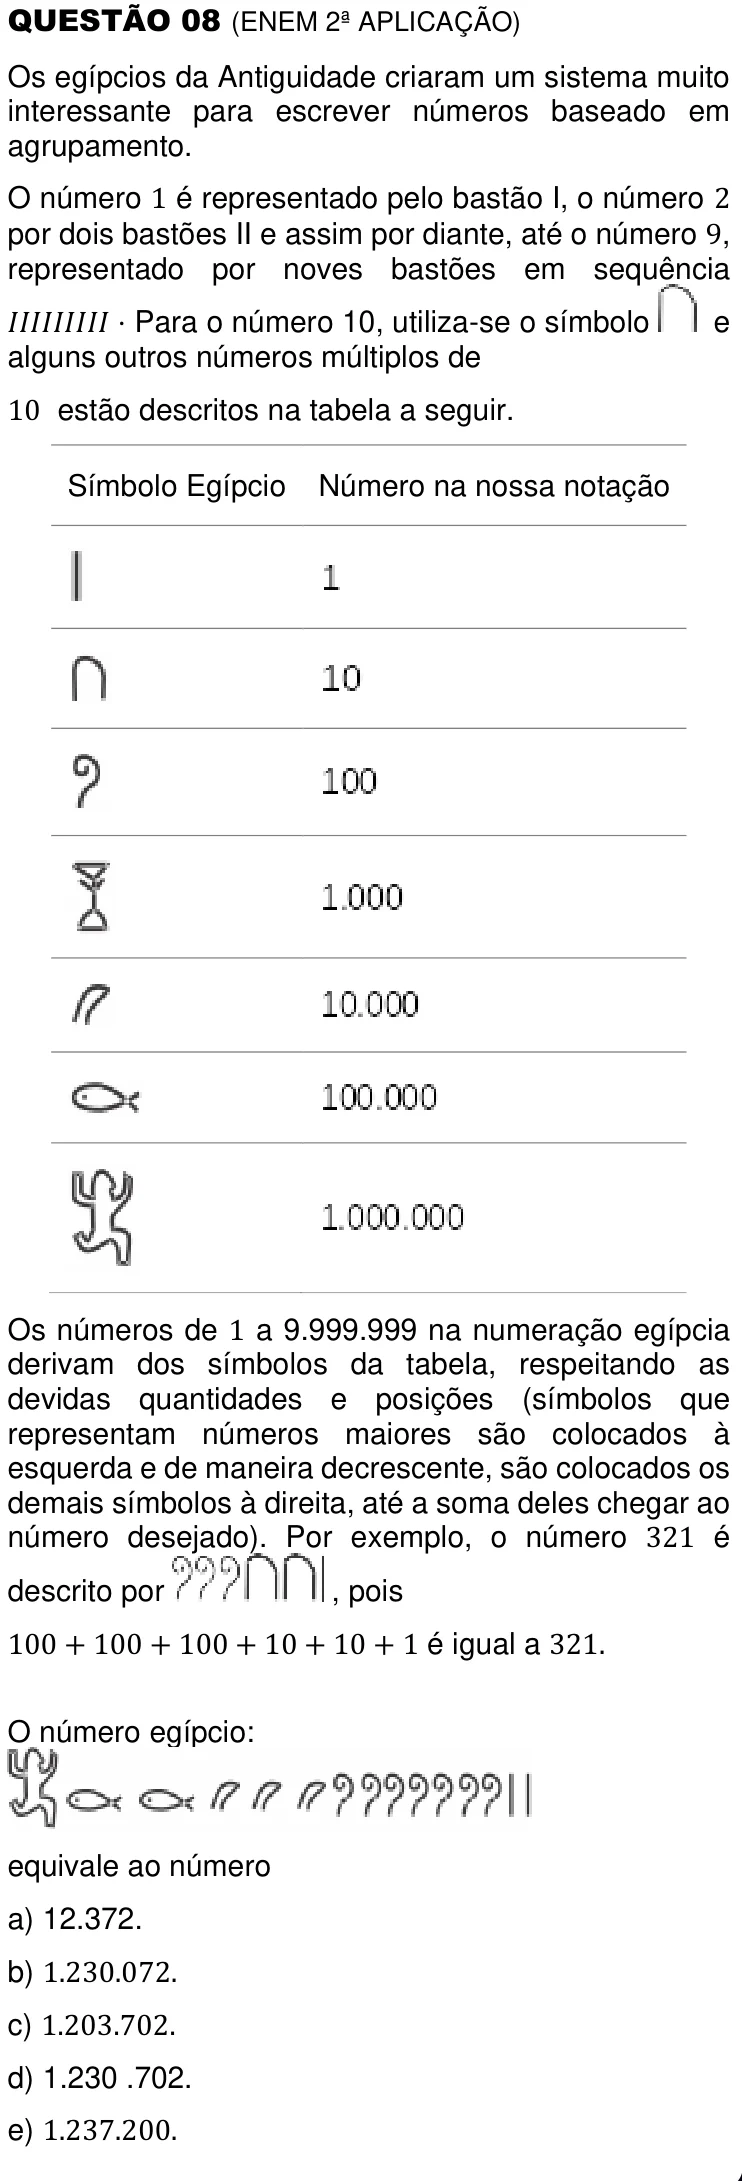 QUESTÃO 08 (ENEM 2ª APLICAÇÃO)
Os egípcios da Antiguidade criaram um sistema muito
interessante para escrever números baseado em
agrupamento.
O número 1 é representado pelo bastão I, o número 2
por dois bastões II e assim por diante, até o número 9,
representado por noves bastões em sequência
IIIIIIIII · Para o número 10, utiliza-se o símbolo e
alguns outros números múltiplos de
10 estão descritos na tabela a seguir.
Símbolo Egípcio Número na nossa notação
1
10
100
1.000
10.000
100.000
1.000.000
Os números de 1 a 9.999.999 na numeração egípcia
derivam dos símbolos da tabela, respeitando as
devidas quantidades e posições (símbolos que
representam números maiores são colocados à
esquerda e de maneira decrescente, são colocados os
demais símbolos à direita, até a soma deles chegar ao
número desejado). Por exemplo, o número 321 é
descrito por , pois
100 + 100 + 100 + 10 + 10 + 1 é igual a 321.
O número egípcio:
equivale ao número
a) 12.372.
b) 1.230.072.
c) 1.203.702.
d) 1.230 .702.
e) 1.237.200.